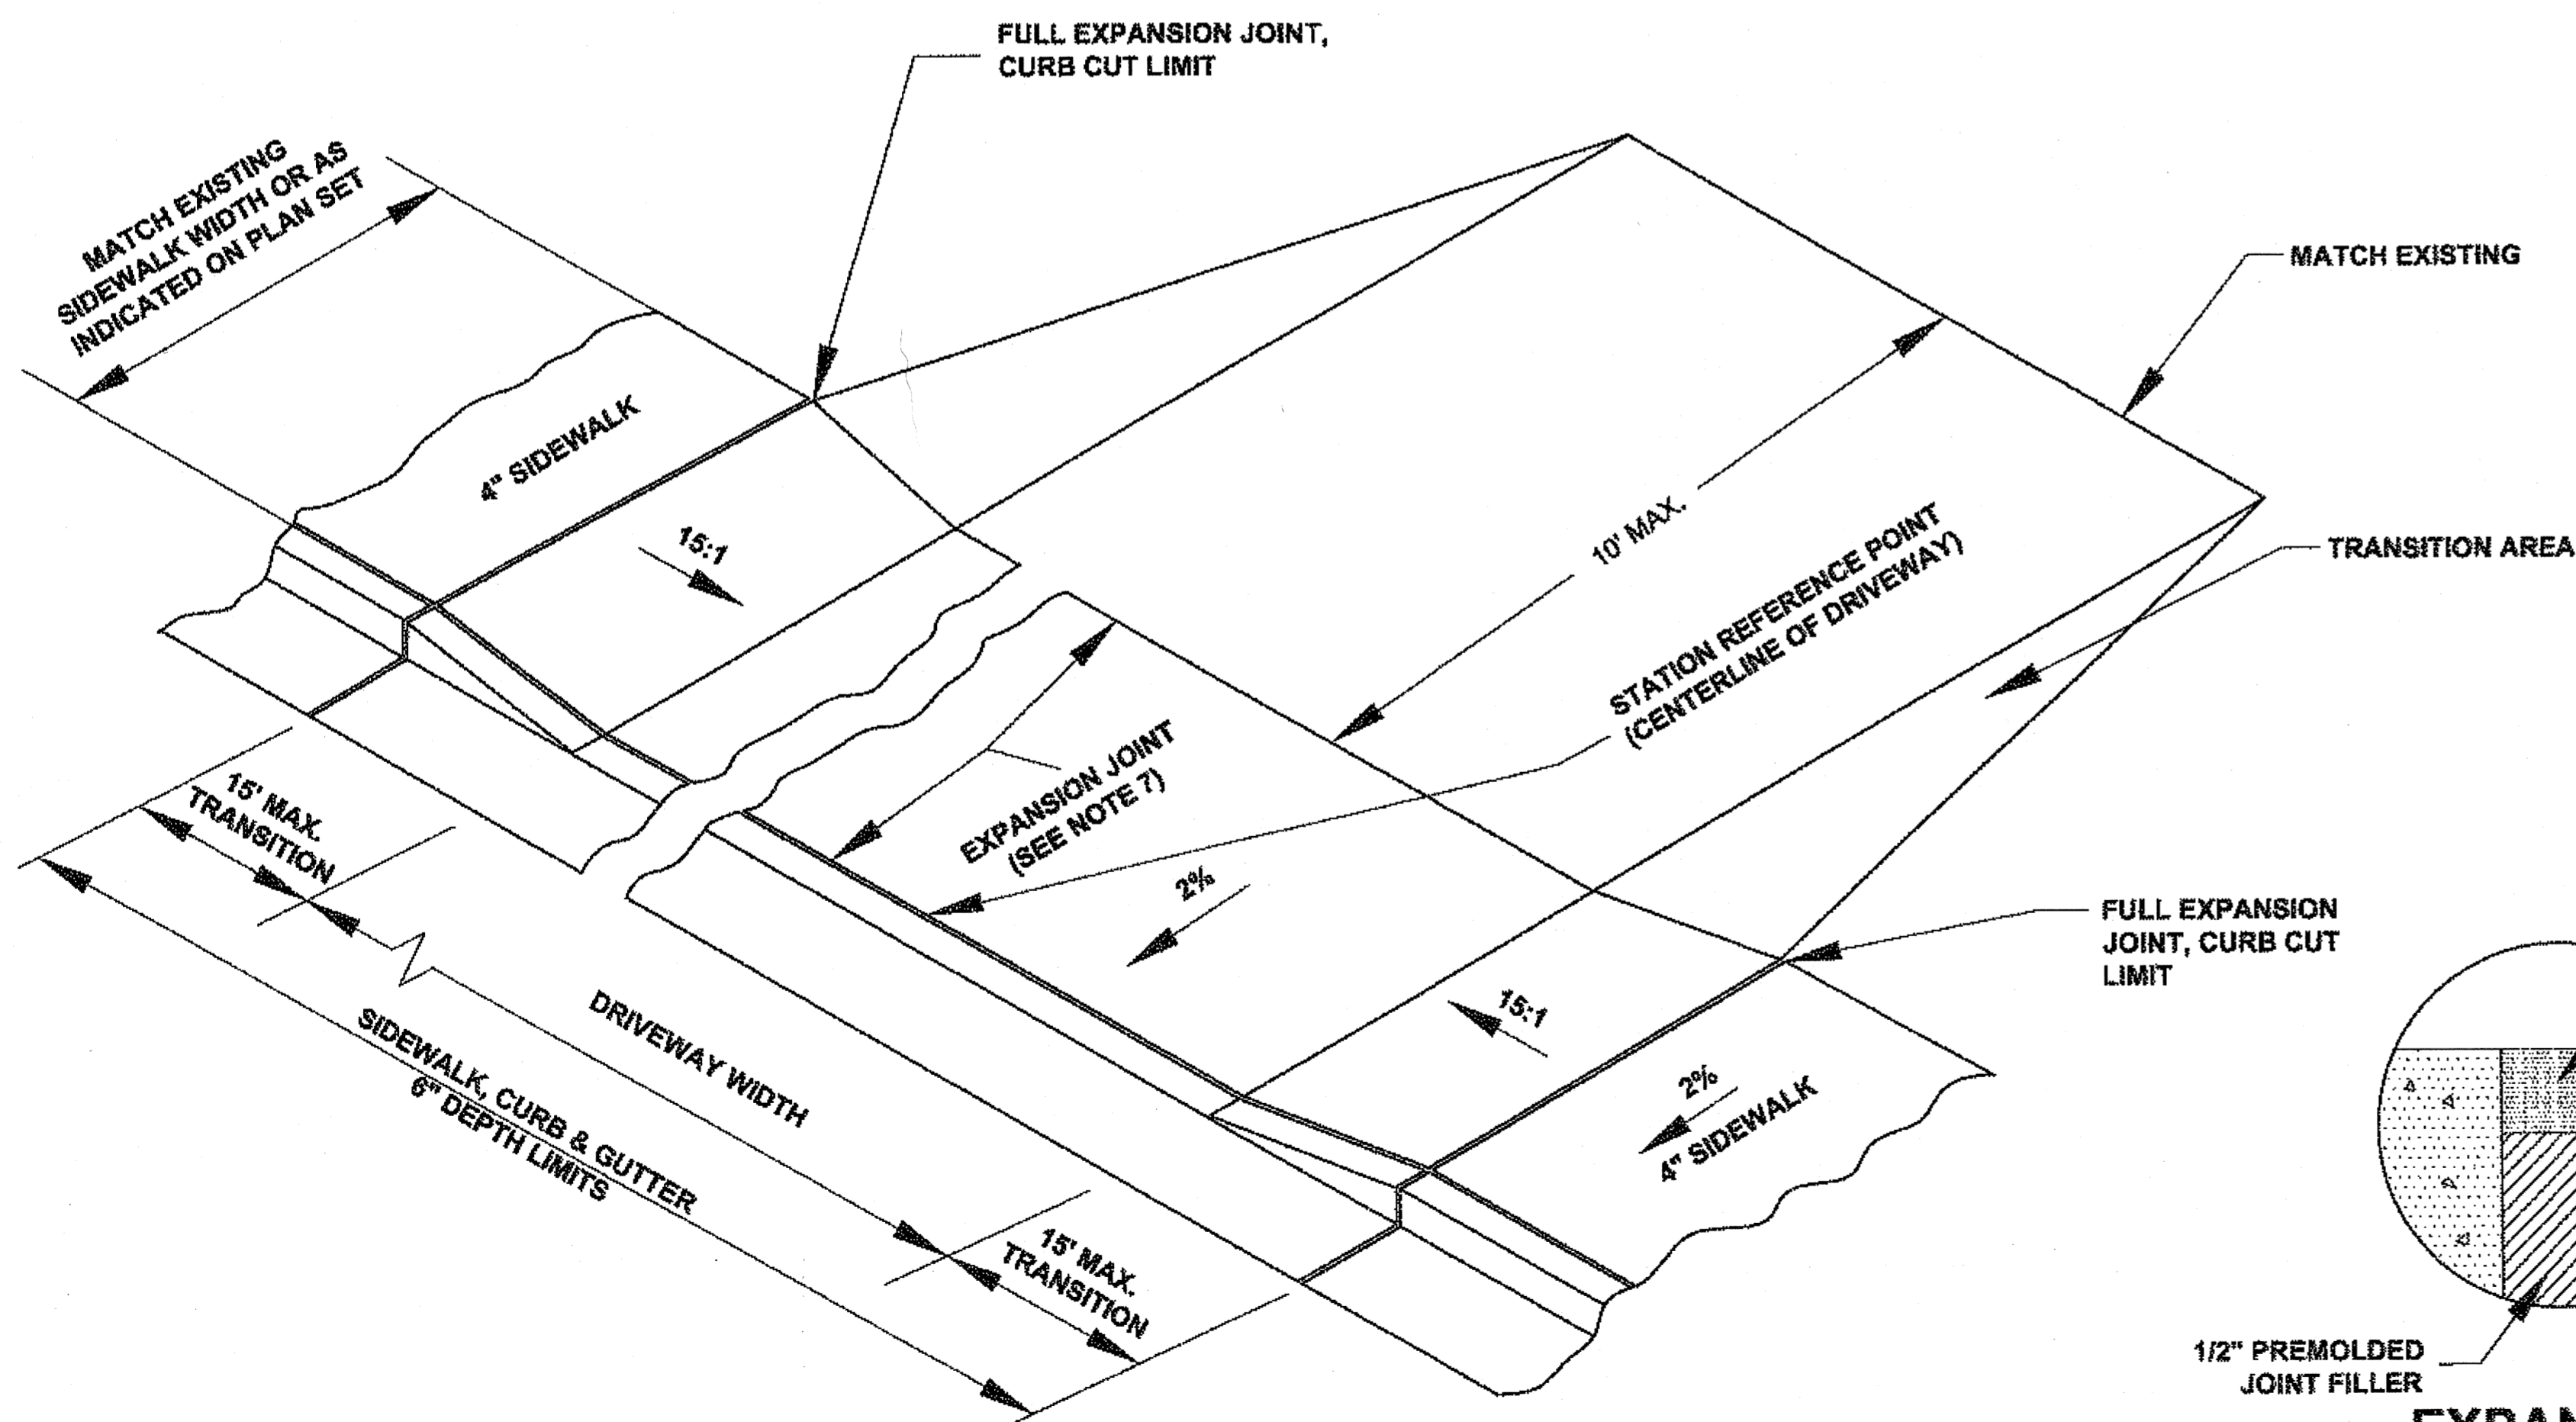 FULL EXPANSION JOINT,
CURB CUT LIMIT
MATCH EXISTING
SIDEWALK WIDTH OR AS
INDICATED ON PLAN SET
MATCH EXISTING
4" SIDEWALK
15:1
10' MAX.
STATION REFERENCE POINT
(CENTERLINE OF DRIVEWAY)
TRANSITION AREA
EXPANSION JOINT
(SEE NOTE 7)
15' MAX.
TRANSITION
2%
FULL EXPANSION
JOINT, CURB CUT
LIMIT
15:1
DRIVEWAY WIDTH
SIDEWALK, CURB & GUTTER
6" DEPTH LIMITS
2%
4" SIDEWALK
15' MAX.
TRANSITION
1/2" PREMOLDED
JOINT FILLER